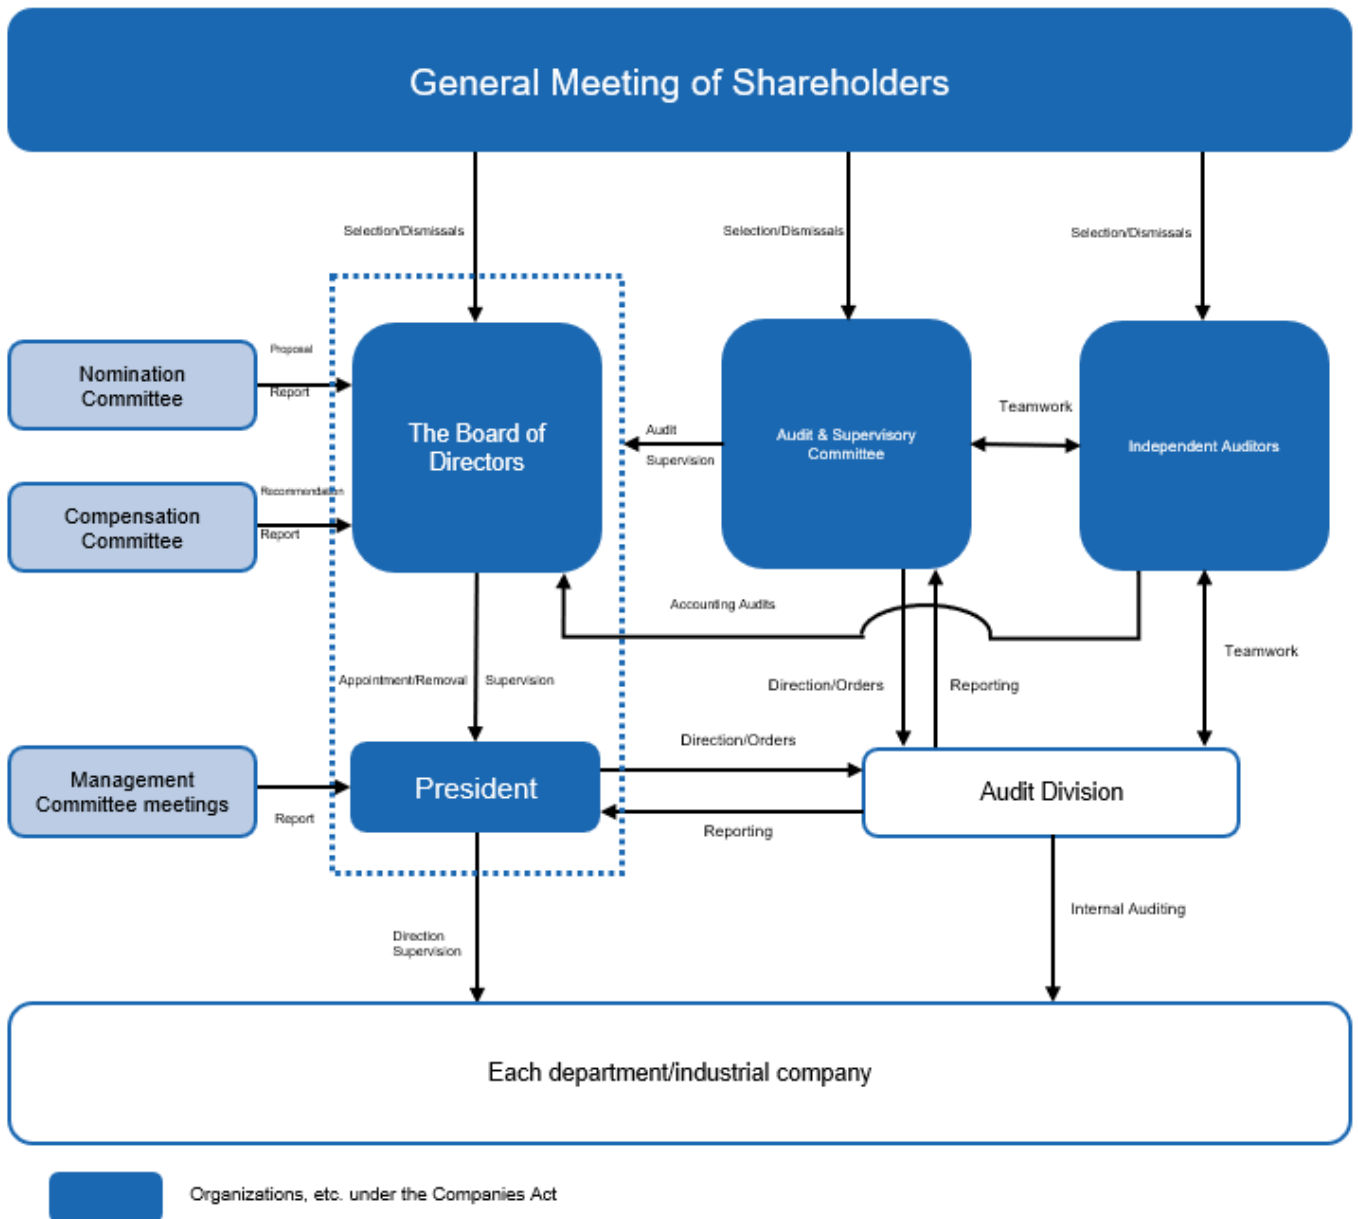 General Meeting of Shareholders
Selection/Dismissals
Selection/Dismissals
Selection/Dismissals
Nomination
Committee
Proposal
Report
The Board of
Directors
Audit
Supervision
Audit & Supervisory
Committee
Teamwork
Independent Auditors
Compensation
Committee
Recommendation
Report
Accounting Audits
Appointment/Removal
Supervision
Direction/Orders
Reporting
Teamwork
Management
Committee meetings
Report
President
Direction/Orders
Reporting
Audit Division
Direction
Supervision
Internal Auditing
Each department/industrial company
Organizations, etc. under the Companies Act